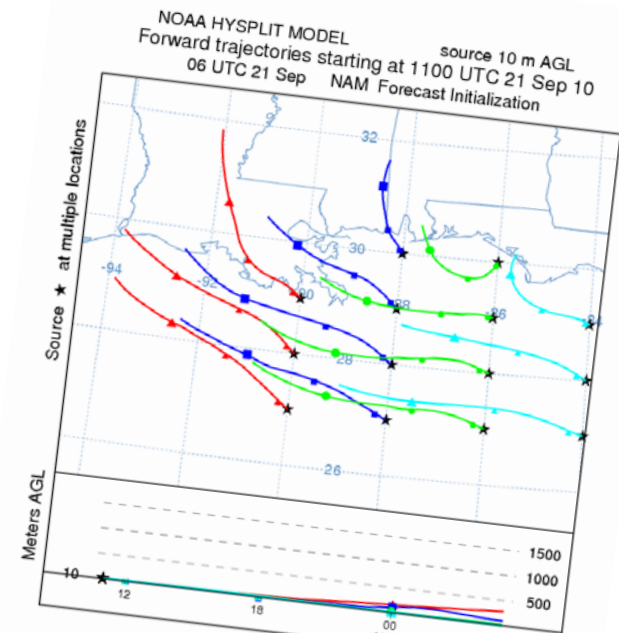 NOAA HYSPLIT MODEL
source 10 m AGL
Forward trajectories starting at 1100 UTC 21 Sep 10
06 UTC 21 Sep NAM Forecast Initialization
Source ★ at multiple locations
32
30
28
26
-94
-92
-90
-88
-86
-84
Meters AGL
1500
1000
500
10
12
18
00